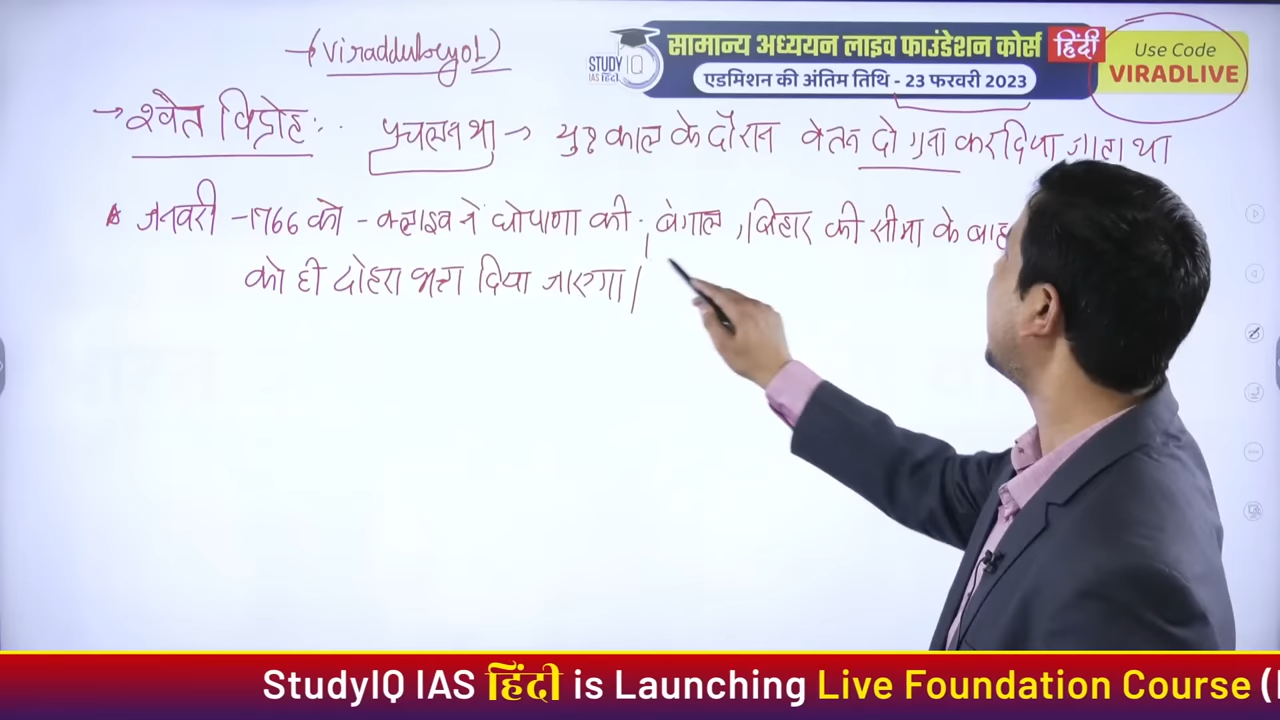 →(Viraddubey01)
STUDY IQ
IAS हिंदी
सामान्य अध्ययन लाइव फाउंडेशन कोर्स हिंदी
एडमिशन की अंतिम तिथि - 23 फरवरी 2023
Use Code
VIRADLIVE
→ श्वेत विद्रोह :- प्रचलन था → युद्ध काल के दौरान वेतन दो गुना कर दिया जाता था
जनवरी - 1766 को - क्लाइव ने घोषणा की बंगाल, बिहार की सीमा के बाह
को ही दोहरा भत्ता दिया जाएगा।
StudyIQ IAS हिंदी is Launching Live Foundation Course (